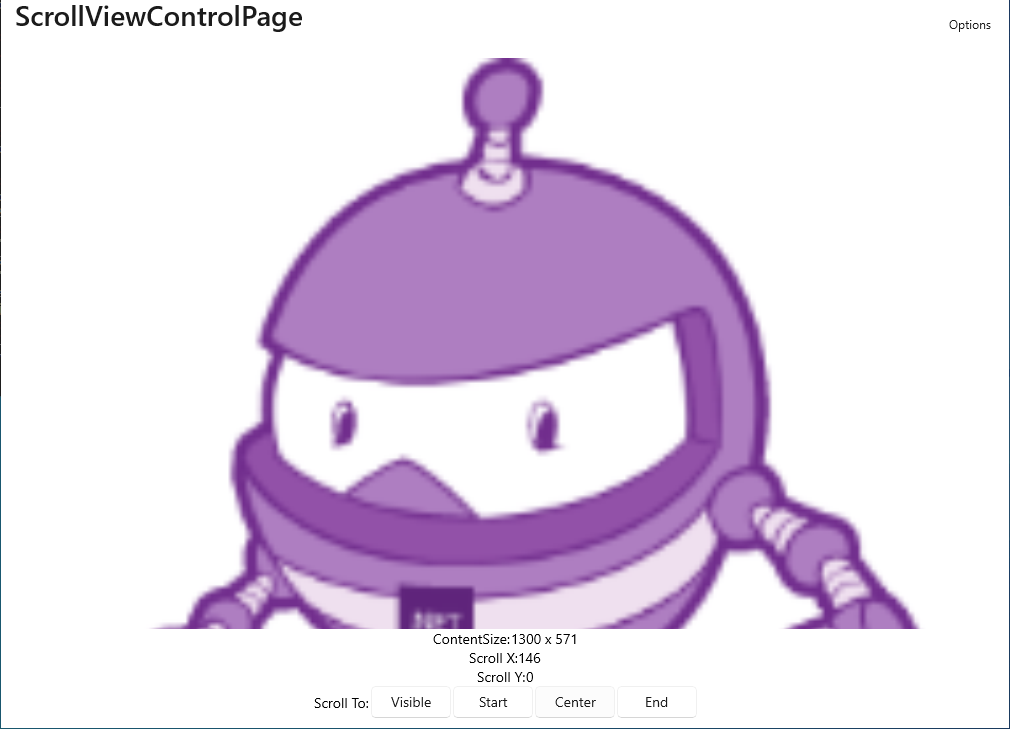 ScrollViewControlPage
Options
.NET
ContentSize:1300 x 571
Scroll X:146
Scroll Y:0
Scroll To: Visible Start Center End